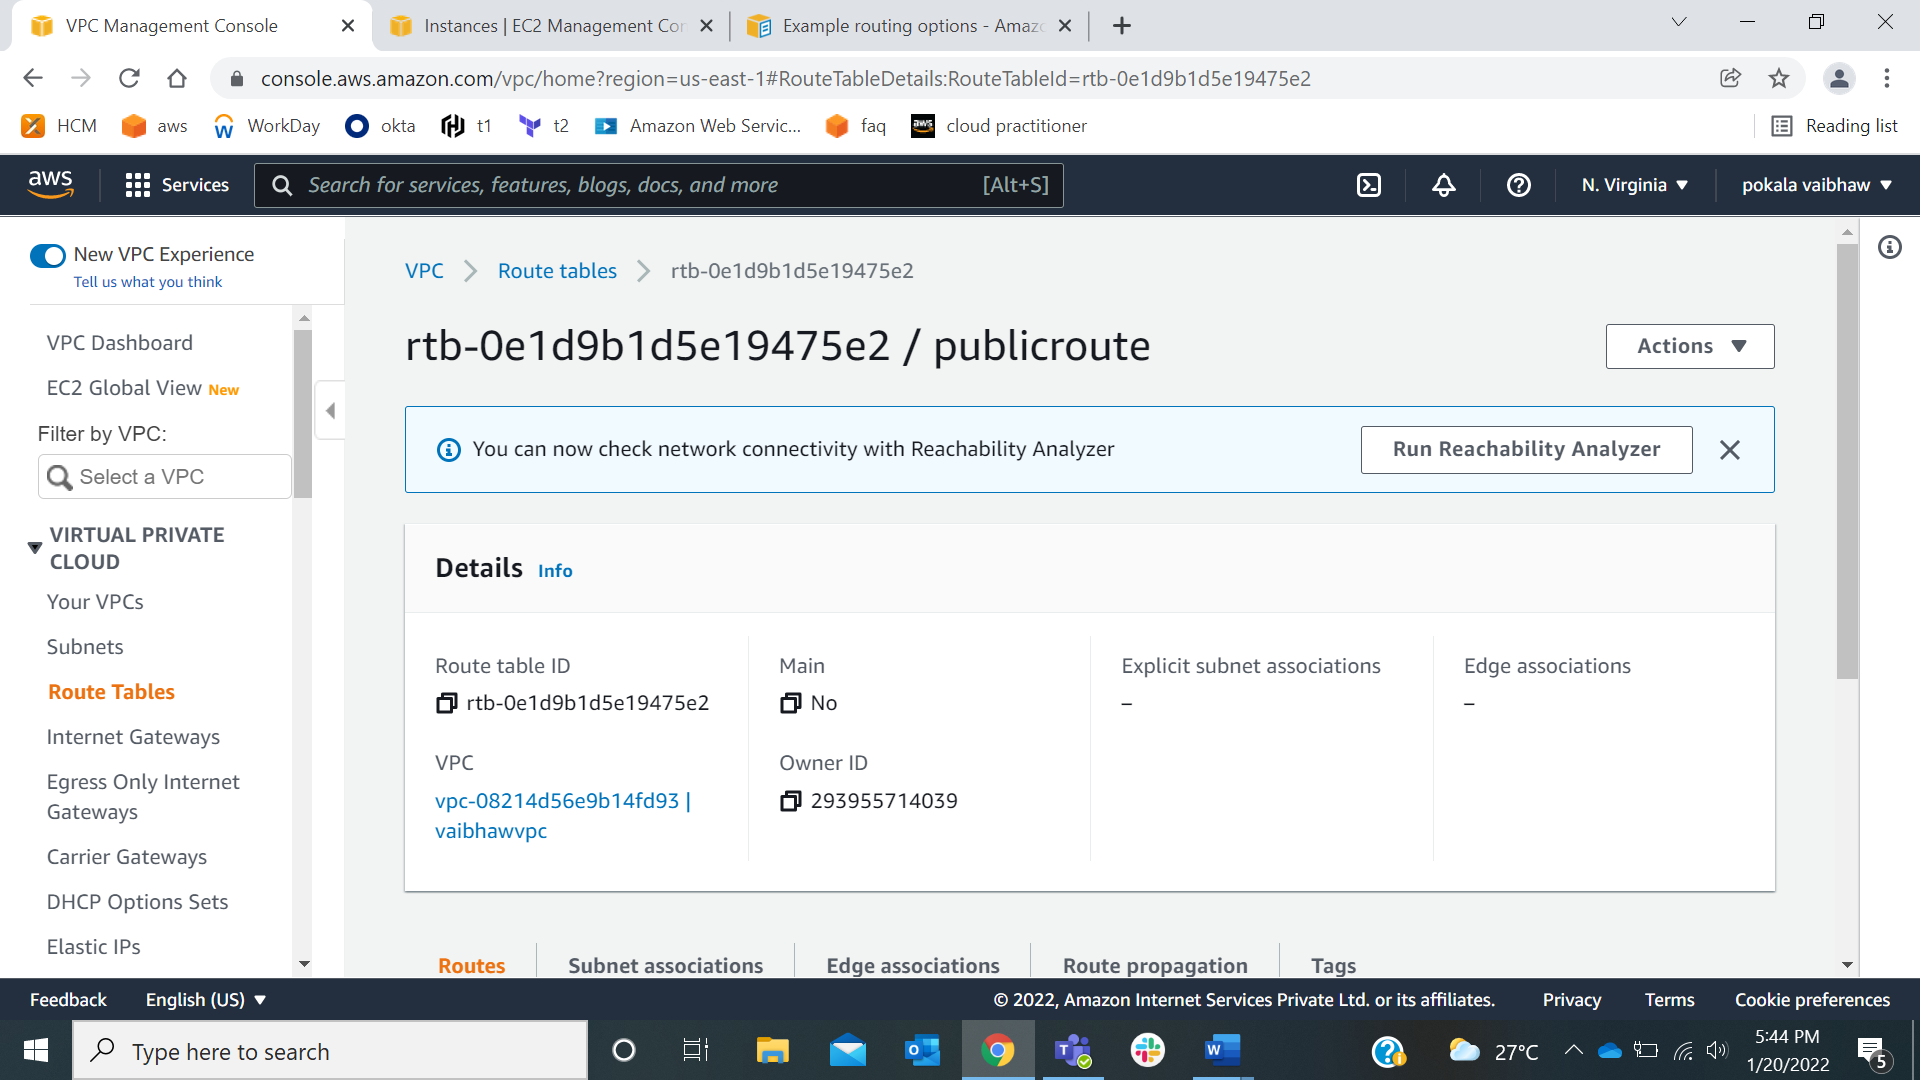 VPC Management Console
Instances | EC2 Management Cor
Example routing options - Amazo
console.aws.amazon.com/vpc/home?region=us-east-1#RouteTableDetails:RouteTableId=rtb-0e1d9b1d5e19475e2
HCM aws WorkDay okta t1 t2 Amazon Web Servic... faq cloud practitioner Reading list
aws Services Search for services, features, blogs, docs, and more [Alt+S] N. Virginia pokala vaibhaw
New VPC Experience
Tell us what you think
VPC Dashboard
EC2 Global View New
Filter by VPC:
Select a VPC
VIRTUAL PRIVATE
CLOUD
Your VPCs
Subnets
Route Tables
Internet Gateways
Egress Only Internet
Gateways
Carrier Gateways
DHCP Options Sets
Elastic IPs
VPC Route tables rtb-0e1d9b1d5e19475e2
rtb-0e1d9b1d5e19475e2 / publicroute
Actions
You can now check network connectivity with Reachability Analyzer
Run Reachability Analyzer
Details Info
Route table ID
rtb-0e1d9b1d5e19475e2
Main
No
Explicit subnet associations
–
Edge associations
–
VPC
vpc-08214d56e9b14fd93 |
vaibhawvpc
Owner ID
293955714039
Routes Subnet associations Edge associations Route propagation Tags
Feedback English (US) © 2022, Amazon Internet Services Private Ltd. or its affiliates. Privacy Terms Cookie preferences
Type here to search
27°C
5:44 PM
1/20/2022
5